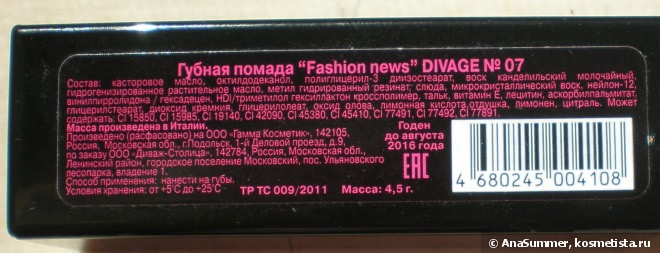 Губная помада "Fashion news" DIVAGE № 07
Состав: касторовое масло, октилдодеканол, полиглицерил-3 диизостеарат, воск кандельильский молочайный,
гидрогенизированное растительное масло, метил гидрированный резинат; слюда, микрокристаллический воск, нейлон-12,
винилпирролидона / гексадецен, HDI/триметилол гексиллактон кроссполимер, тальк, витамин Е, лецитин, аскорбилпальмитат,
глицерилстеарат, диоксид кремния, глицерилолеат, оксид олова, лимонная кислота,отдушка, лимонен, цитраль. Может
содержать: CI 15850, CI 15985, CI 19140, CI 42090, CI 45380, CI 45410, CI 77491, CI 77492, CI 77891.
Масса произведена в Италии.
Произведено (расфасовано) на ООО «Гамма Косметик», 142105,
Россия, Московская обл., г.Подольск, 1-й Деловой проезд, д.9,
по заказу ООО «Диваж-Столица», 142784, Россия, Московская обл.
Ленинский район, городское поселение Московский, пос. Ульяновского
лесопарка, владение 1.
Способ применения: нанести на губы.
Условия хранения: от +5°С до +25°С
ТР ТС 009/2011
Масса: 4,5 г.
Годен
до августа
2016 года
ЕАС
4 680245 004108
© AnaSummer, kosmetista.ru